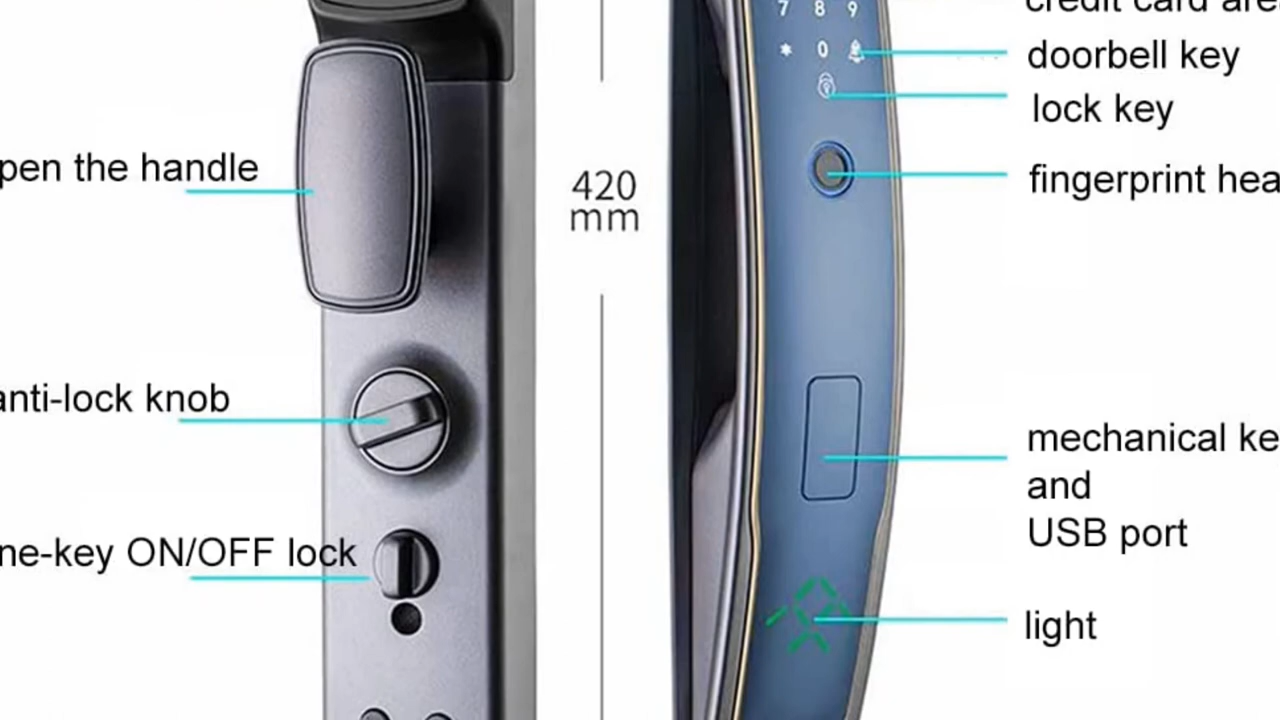 7 8 9
credit card area
* 0
doorbell key
lock key
pen the handle
420
mm
fingerprint hea
anti-lock knob
mechanical ke
and
USB port
ne-key ON/OFF lock
light